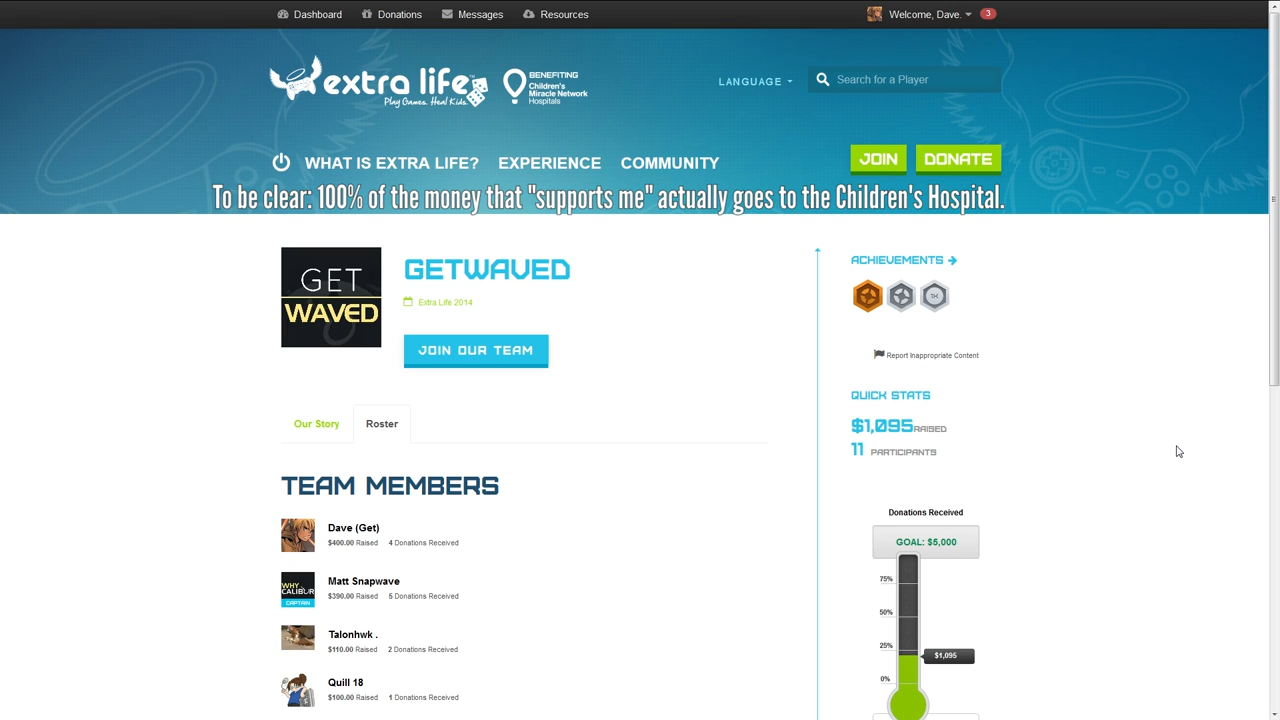 Dashboard Donations Messages Resources Welcome, Dave. 3
extra life
Play Games. Heal Kids.
BENEFITING
Children's
Miracle Network
Hospitals
LANGUAGE Search for a Player
WHAT IS EXTRA LIFE? EXPERIENCE COMMUNITY JOIN DONATE
To be clear: 100% of the money that "supports me" actually goes to the Children's Hospital.
GET
WAVED
GETWAVED
Extra Life 2014
JOIN OUR TEAM
ACHIEVEMENTS
1H
Report Inappropriate Content
QUICK STATS
$1,095 RAISED
11 PARTICIPANTS
Our Story Roster
TEAM MEMBERS
Dave (Get)
$400.00 Raised 4 Donations Received
WHY
CALIBUR
CAPTAIN
Matt Snapwave
$390.00 Raised 5 Donations Received
Talonhwk .
$110.00 Raised 2 Donations Received
Quill 18
$100.00 Raised 1 Donations Received
Donations Received
GOAL: $5,000
75%
50%
25%
$1,095
0%